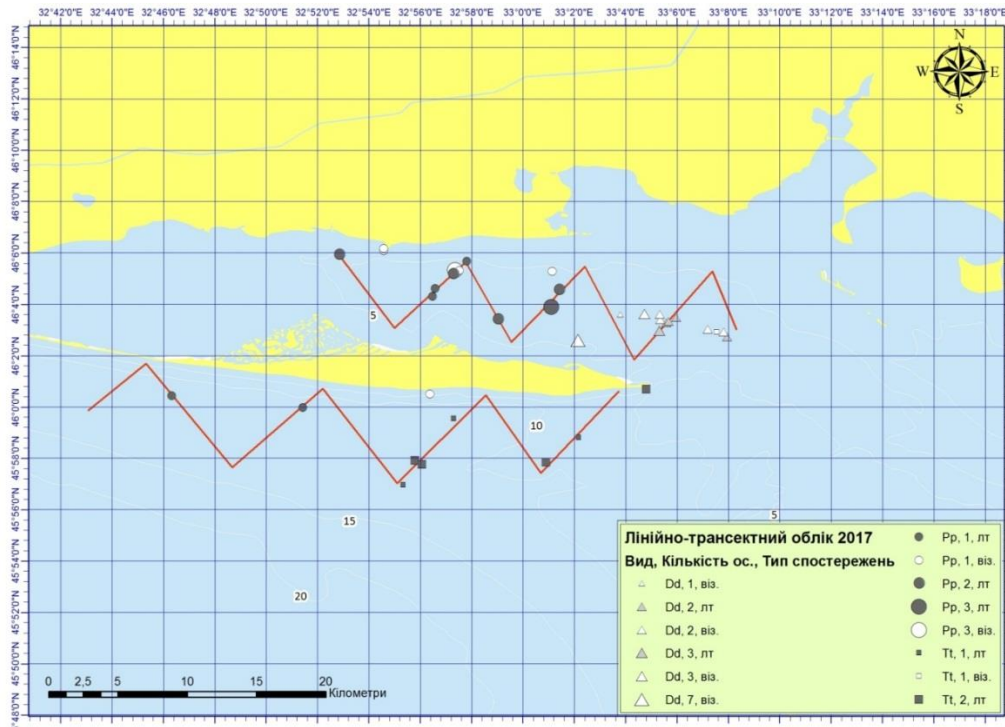 32°42'0"E 32°44'0"E 32°46'0"E 32°48'0"E 32°50'0"E 32°52'0"E 32°54'0"E 32°56'0"E 32°58'0"E 33°0'0"E 33°2'0"E 33°4'0"E 33°6'0"E 33°8'0"E 33°10'0"E 33°12'0"E 33°14'0"E 33°16'0"E 33°18'0"E
46°14'0"N
46°12'0"N
46°10'0"N
46°8'0"N
46°6'0"N
46°4'0"N
46°2'0"N
46°0'0"N
45°58'0"N
45°56'0"N
45°54'0"N
45°52'0"N
45°50'0"N
°48'0"N
N
W E
S
5
10
15
5
20
0 2,5 5 10 15 20
Кілометри
Лінійно-трансектний облік 2017
Вид, Кількість ос., Тип спостережень
Dd, 1, віз.
Dd, 2, лт
Dd, 2, віз.
Dd, 3, лт
Dd, 3, віз.
Dd, 7, віз.
Pp, 1, лт
Pp, 1, віз.
Pp, 2, лт
Pp, 3, лт
Pp, 3, віз.
Tt, 1, лт
Tt, 1, віз.
Tt, 2, лт